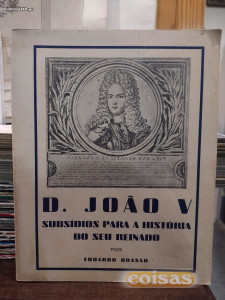 D. JOÃO V
SUBSÍDIOS PARA A HISTÓRIA
DO SEU REINADO
POR
EDUARDO BRASÃO
coisas